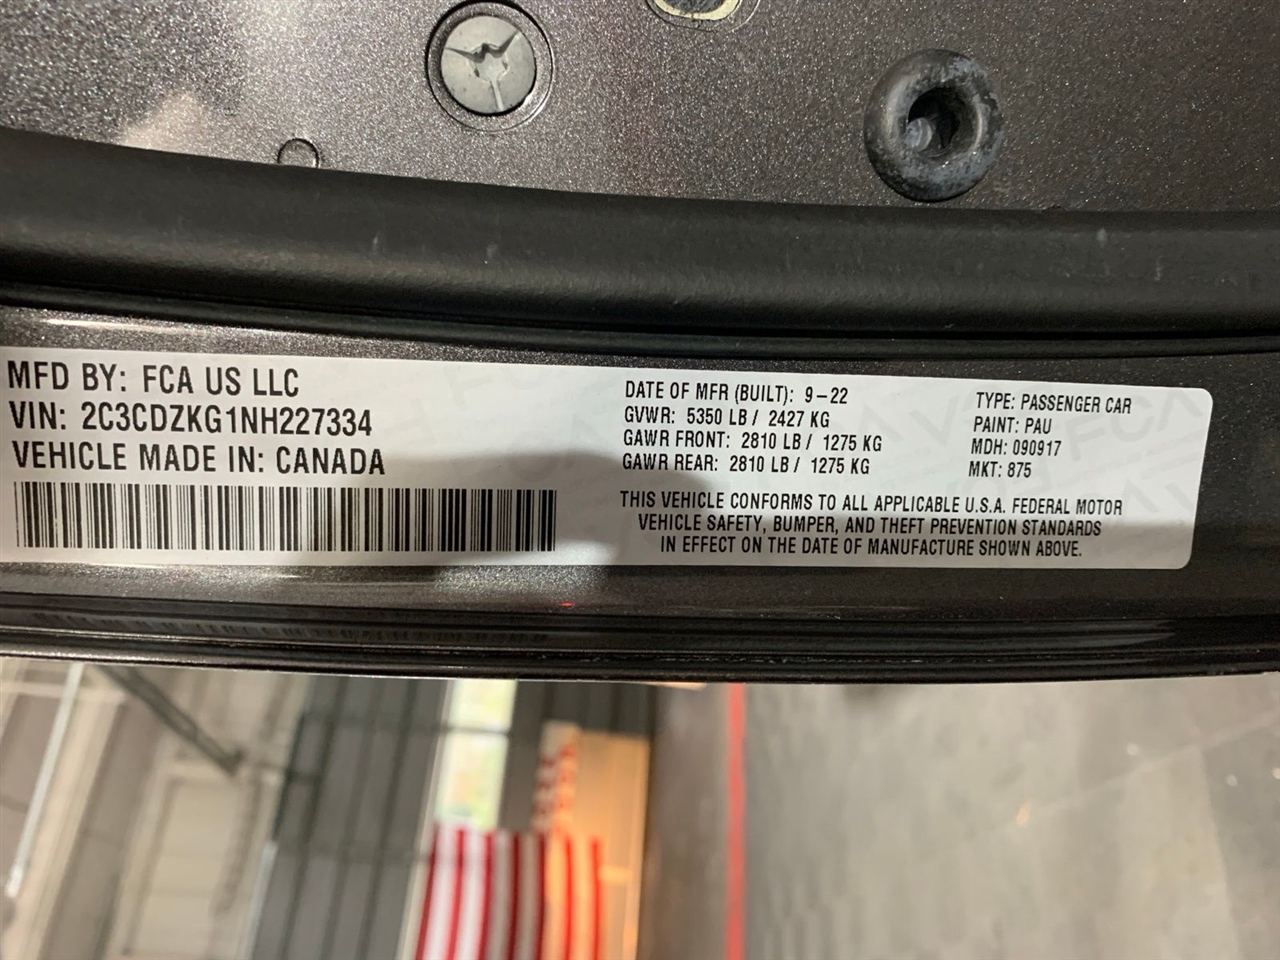 MFD BY: FCA US LLC
VIN: 2C3CDZKG1NH227334
VEHICLE MADE IN: CANADA
DATE OF MFR (BUILT): 9-22
GVWR: 5350 LB / 2427 KG
GAWR FRONT: 2810 LB / 1275 KG
GAWR REAR: 2810 LB / 1275 KG
TYPE: PASSENGER CAR
PAINT: PAU
MDH: 090917
MKT: 875
THIS VEHICLE CONFORMS TO ALL APPLICABLE U.S.A. FEDERAL MOTOR
VEHICLE SAFETY, BUMPER, AND THEFT PREVENTION STANDARDS
IN EFFECT ON THE DATE OF MANUFACTURE SHOWN ABOVE.